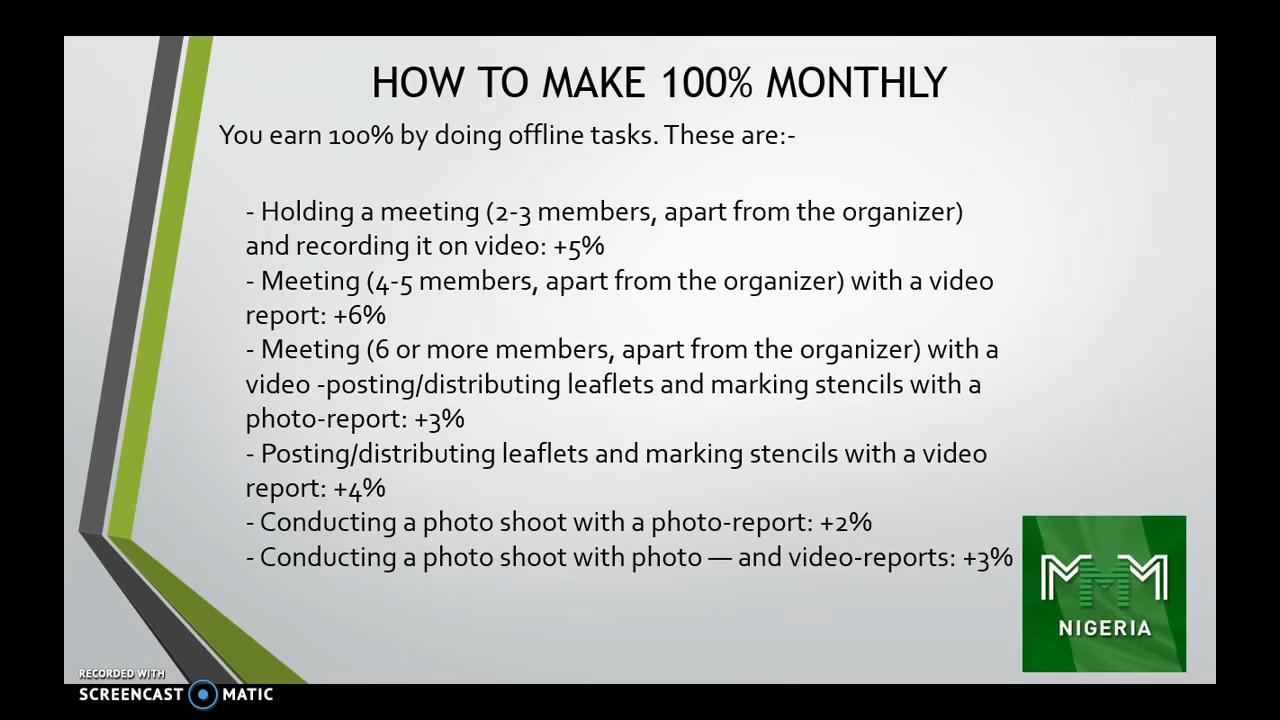 HOW TO MAKE 100% MONTHLY
You earn 100% by doing offline tasks. These are:-
- Holding a meeting (2-3 members, apart from the organizer)
and recording it on video: +5%
- Meeting (4-5 members, apart from the organizer) with a video
report: +6%
- Meeting (6 or more members, apart from the organizer) with a
video -posting/distributing leaflets and marking stencils with a
photo-report: +3%
- Posting/distributing leaflets and marking stencils with a video
report: +4%
- Conducting a photo shoot with a photo-report: +2%
- Conducting a photo shoot with photo — and video-reports: +3%
MMM
NIGERIA
RECORDED WITH
SCREENCAST MATIC